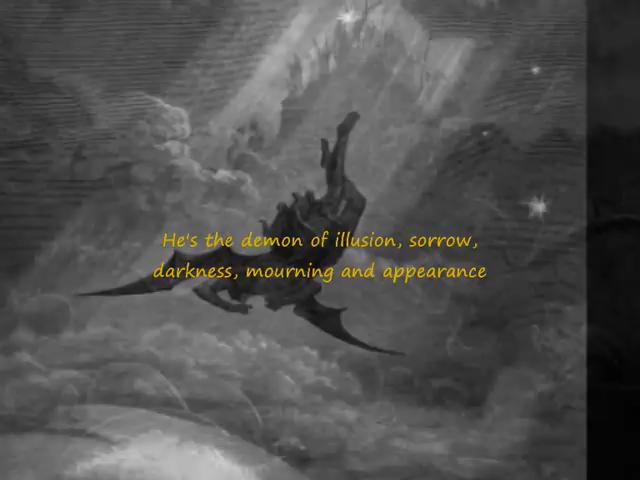 He's the demon of illusion, sorrow,
darkness, mourning and appearance